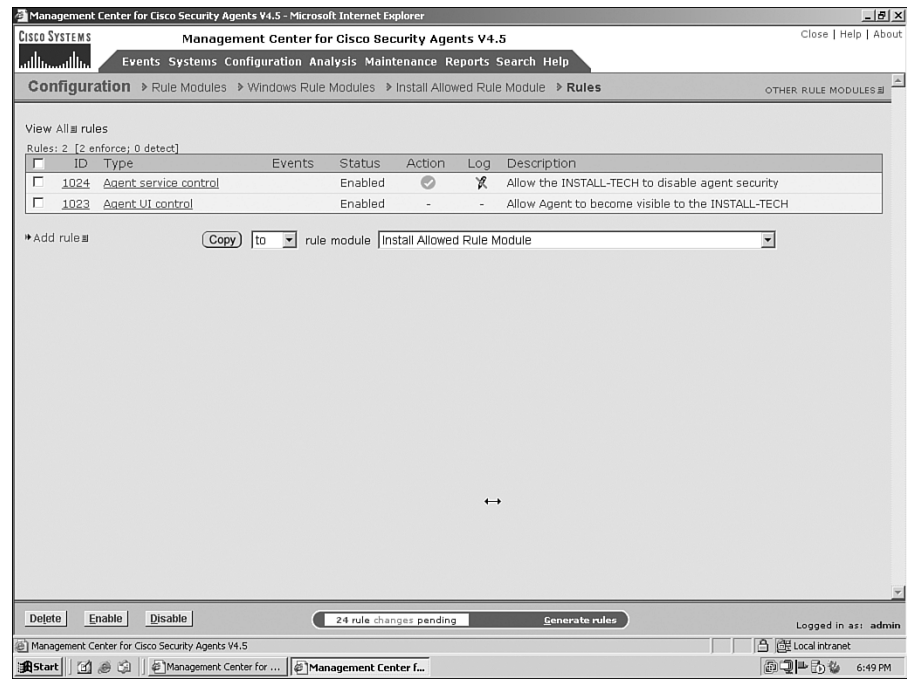 Management Center for Cisco Security Agents V4.5 - Microsoft Internet Explorer
CISCO SYSTEMS
Management Center for Cisco Security Agents V4.5
Close | Help | About
Events Systems Configuration Analysis Maintenance Reports Search Help
Configuration Rule Modules Windows Rule Modules Install Allowed Rule Module Rules
OTHER RULE MODULES
View All rules
Rules: 2 [2 enforce; 0 detect]
ID Type Events Status Action Log Description
1024 Agent service control Enabled Allow the INSTALL-TECH to disable agent security
1023 Agent UI control Enabled - - Allow Agent to become visible to the INSTALL-TECH
Add rule Copy to rule module Install Allowed Rule Module
Delete Enable Disable 24 rule changes pending Generate rules
Logged in as: admin
Management Center for Cisco Security Agents V4.5 Local intranet
Start Management Center for ... Management Center f... 6:49 PM